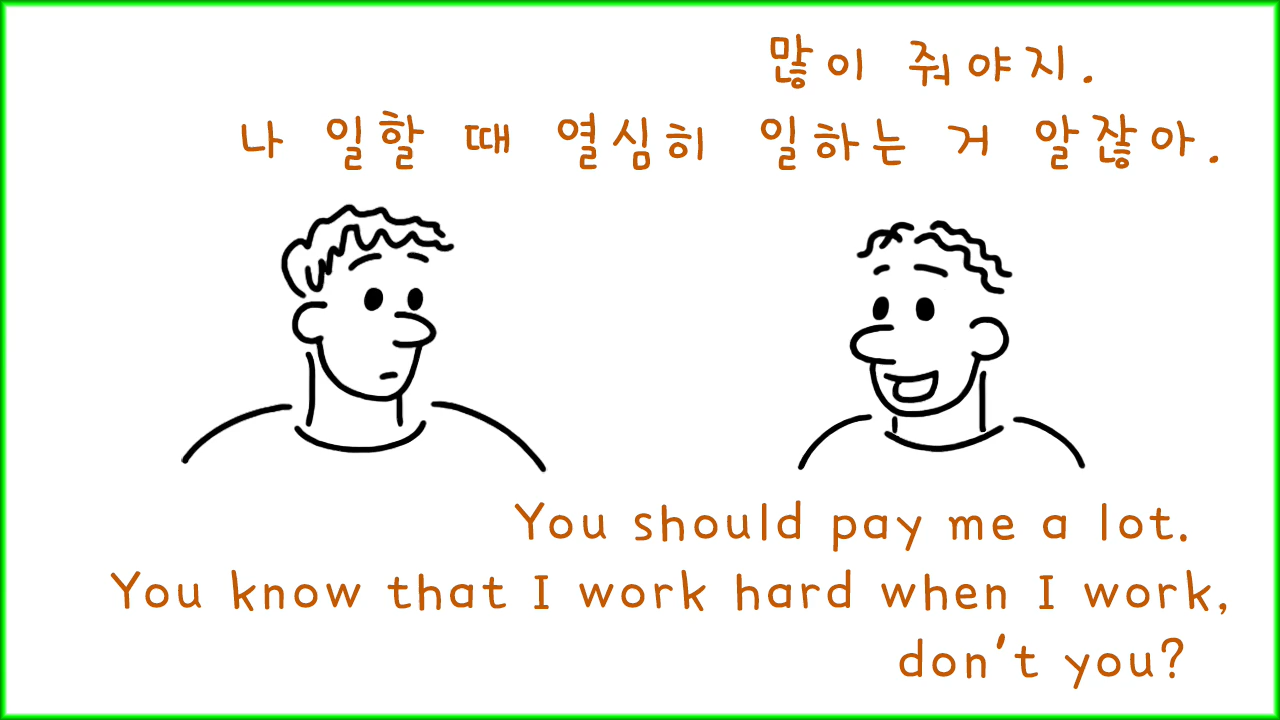 많이 줘야지.
나 일할 때 열심히 일하는 거 알잖아.
You should pay me a lot.
You know that I work hard when I work,
don't you?